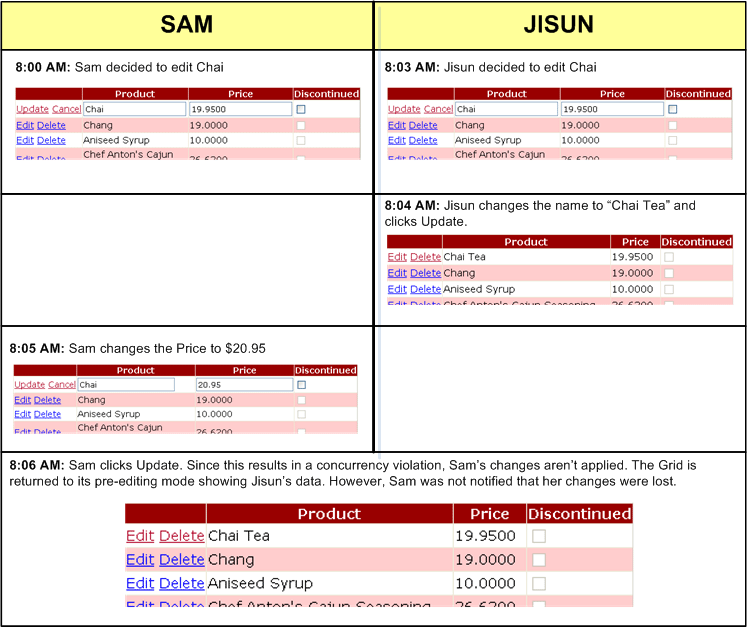 SAM
JISUN
8:00 AM: Sam decided to edit Chai
Product Price Discontinued
Update Cancel Chai 19.9500
Edit Delete Chang 19.0000
Edit Delete Aniseed Syrup 10.0000
Edit Delete Chef Anton's Cajun 26.6200
8:03 AM: Jisun decided to edit Chai
Product Price Discontinued
Update Cancel Chai 19.9500
Edit Delete Chang 19.0000
Edit Delete Aniseed Syrup 10.0000
Edit Delete Chef Anton's Cajun 26.6200
8:04 AM: Jisun changes the name to “Chai Tea” and
clicks Update.
Product Price Discontinued
Edit Delete Chai Tea 19.9500
Edit Delete Chang 19.0000
Edit Delete Aniseed Syrup 10.0000
Edit Delete Chef Anton's Cajun Seasoning 26.6200
8:05 AM: Sam changes the Price to $20.95
Product Price Discontinued
Update Cancel Chai 20.95
Edit Delete Chang 19.0000
Edit Delete Aniseed Syrup 10.0000
Edit Delete Chef Anton's Cajun 26.6200
8:06 AM: Sam clicks Update. Since this results in a concurrency violation, Sam’s changes aren’t applied. The Grid is
returned to its pre-editing mode showing Jisun’s data. However, Sam was not notified that her changes were lost.
Product Price Discontinued
Edit Delete Chai Tea 19.9500
Edit Delete Chang 19.0000
Edit Delete Aniseed Syrup 10.0000
Edit Delete Chef Anton's Cajun Seasoning 26.6200